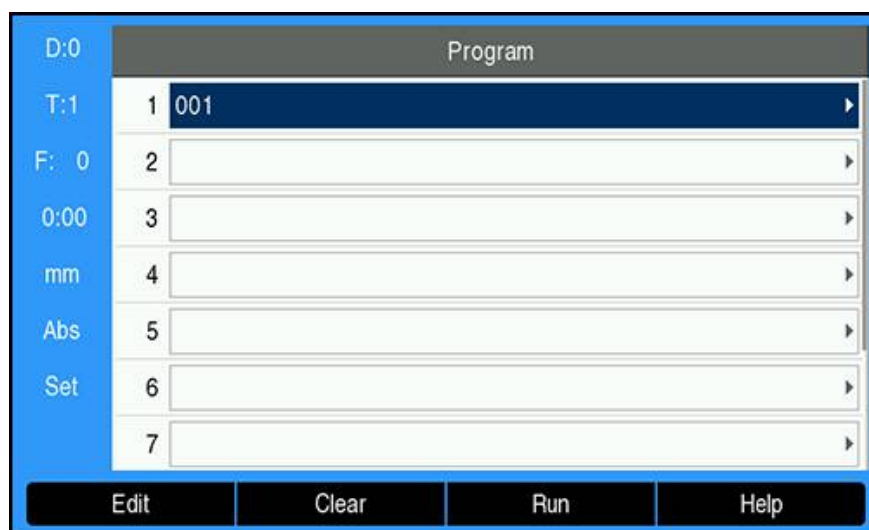 D:0 Program
T:1 1 001
F: 0 2
0:00 3
mm 4
Abs 5
Set 6
7
Edit Clear Run Help